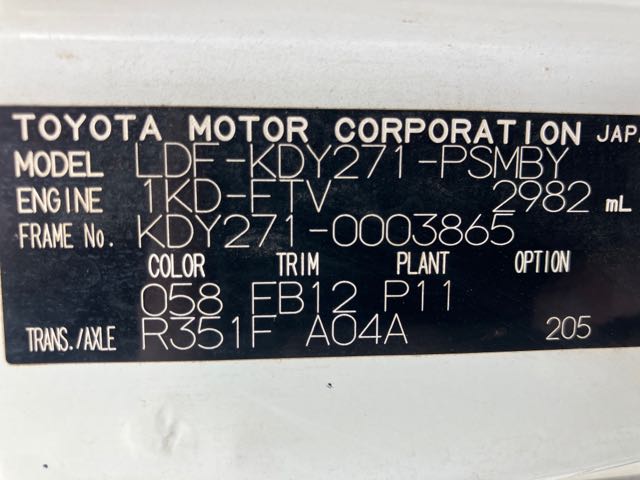 TOYOTA MOTOR CORPORATION JAPA
MODEL LDF-KDY271-PSMBY
ENGINE 1KD-FTV 2982 mL
FRAME No. KDY271-0003865
COLOR TRIM PLANT OPTION
058 FB12 P11
TRANS./AXLE R351F A04A 205